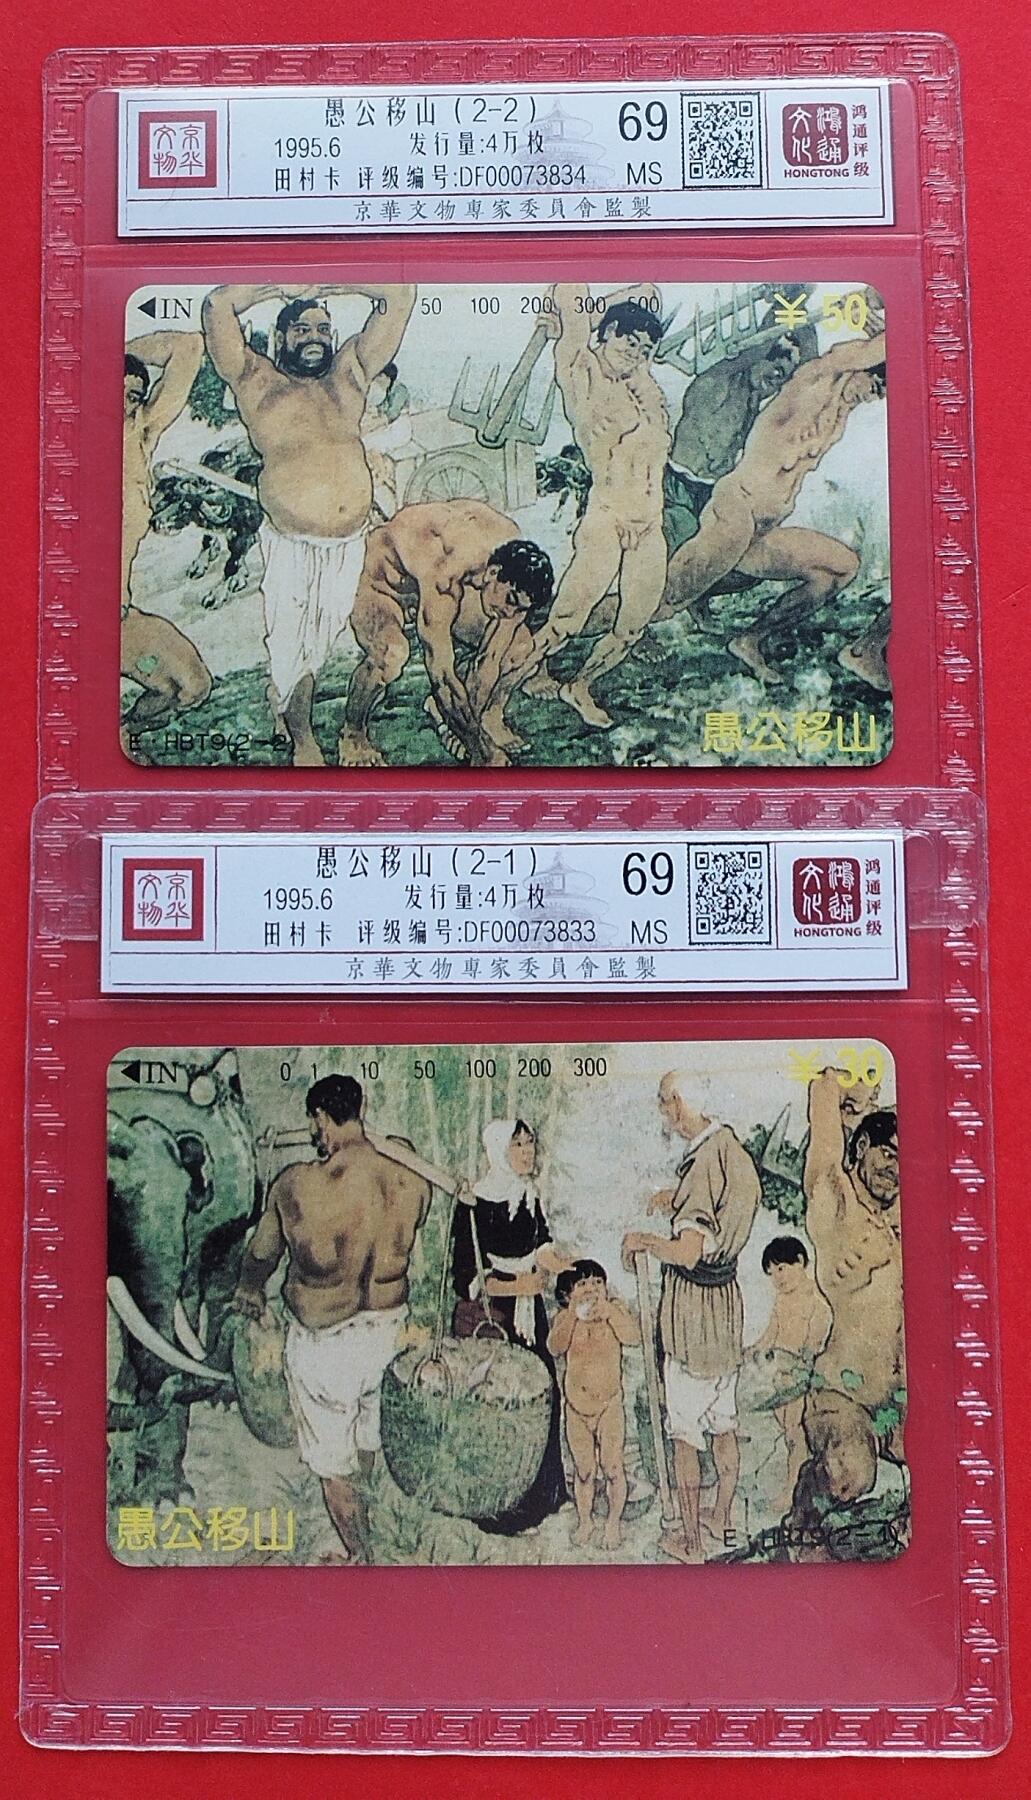 愚公移山(2-2)
1995.6 发行量:4万枚
田村卡 评级编号:DF00073834
69
MS
京华文物
鸿通文化
HONGTONG
鸿通评级
京華文物專家委員會監製
◀IN 1 10 50 100 200 300 500
¥50
E·HBT9(2-2)
愚公移山
愚公移山(2-1)
1995.6 发行量:4万枚
田村卡 评级编号:DF00073833
69
MS
京华文物
鸿通文化
HONGTONG
鸿通评级
京華文物專家委員會監製
◀IN 0 1 10 50 100 200 300
¥30
愚公移山
E·HBT9(2-1)